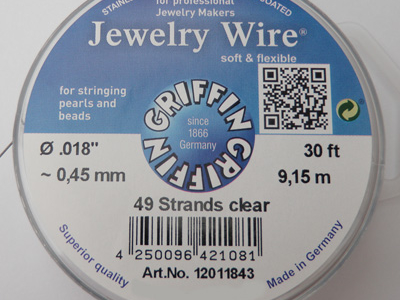 STAINLESS
COATED
for professional
Jewelry Makers
Jewelry Wire®
soft & flexible
for stringing
pearls and
beads
GRIFFIN
since
1866
Germany
GRIFFIN
Ø .018"
30 ft
~ 0,45 mm
9,15 m
49 Strands clear
4 250096 421081
Superior quality
Made in Germany
Art.No. 12011843